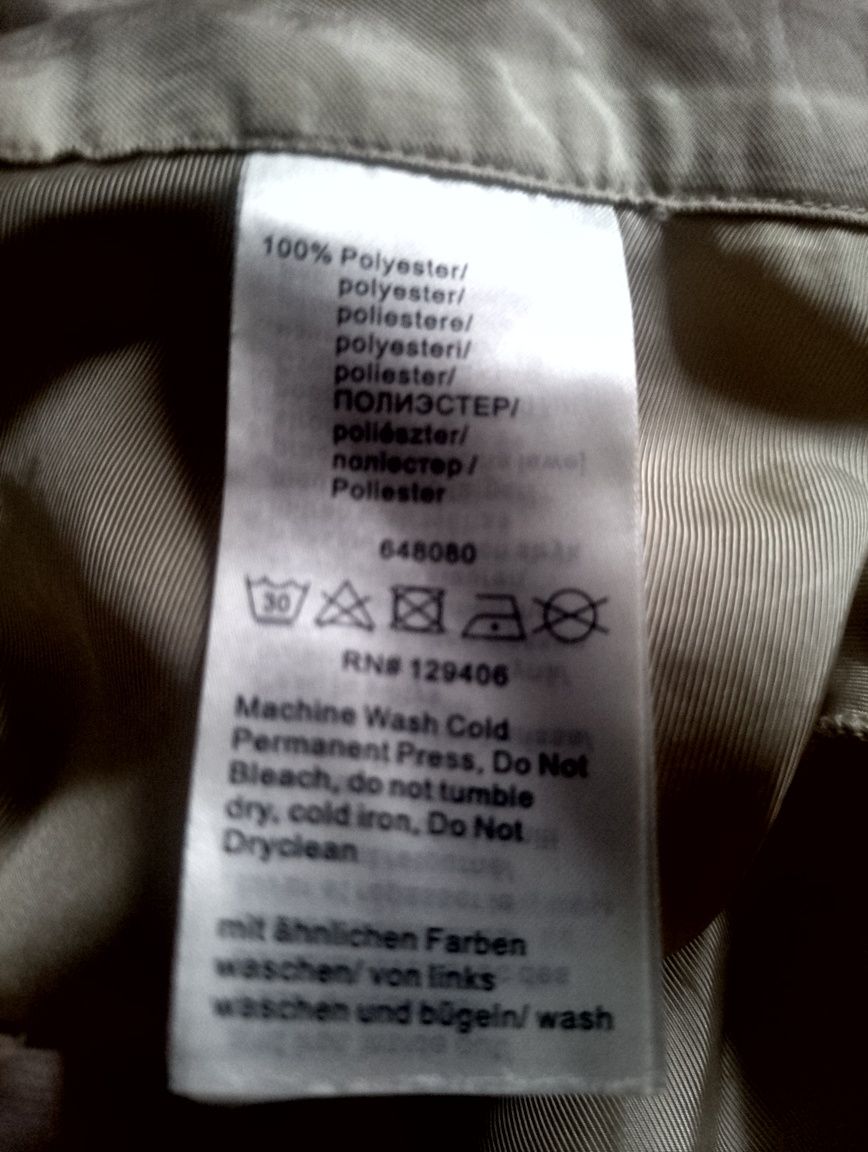 100% Polyester/
polyester/
poliestere/
polyesteri/
poliester/
ПОЛИЭСТЕР/
poliészter/
поліестер /
Poliester
648080
30
RN# 129406
Machine Wash Cold
Permanent Press, Do Not
Bleach, do not tumble
dry, cold iron, Do Not
Dryclean
mit ähnlichen Farben
waschen/ von links
waschen und bügeln/ wash